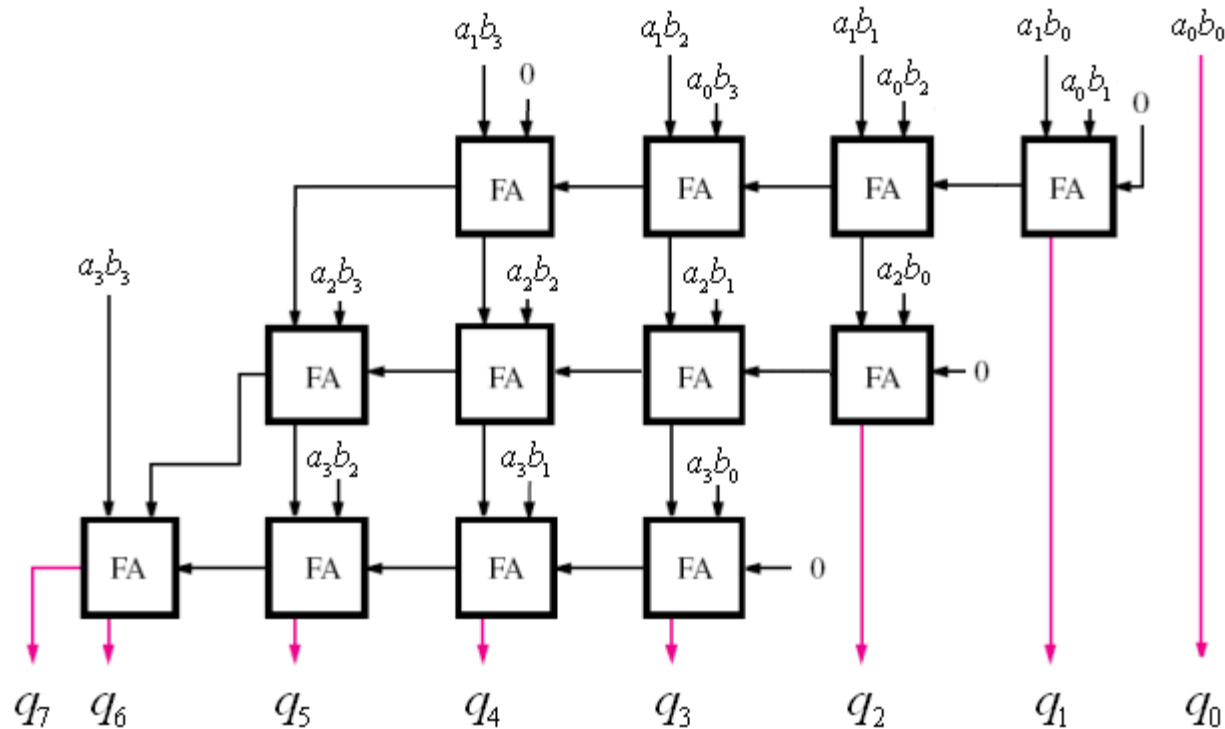 a₁b₃ a₁b₂ a₁b₁ a₁b₀ a₀b₀
0 a₀b₃ a₀b₂ a₀b₁ 0
FA FA FA FA
a₃b₃ a₂b₃ a₂b₂ a₂b₁ a₂b₀
FA FA FA FA 0
a₃b₂ a₃b₁ a₃b₀
FA FA FA FA 0
q₇ q₆ q₅ q₄ q₃ q₂ q₁ q₀